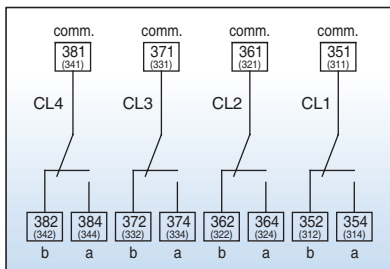 comm. comm. comm. comm.
381 371 361 351
(341) (331) (321) (311)
CL4 CL3 CL2 CL1
382 384 372 374 362 364 352 354
(342) (344) (332) (334) (322) (324) (312) (314)
b a b a b a b a